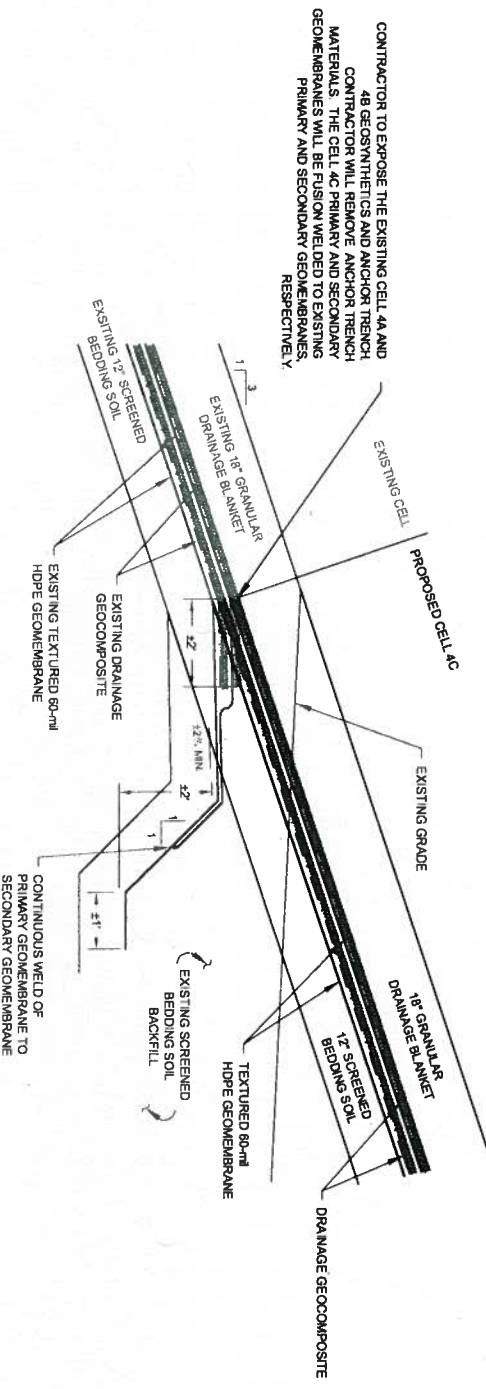 CONTRACTOR TO EXPOSE THE EXISTING CELL 4A AND
4B GEOSYNTHETICS AND ANCHOR TRENCH.
CONTRACTOR WILL REMOVE ANCHOR TRENCH
MATERIALS. THE CELL 4C PRIMARY AND SECONDARY
GEOMEMBRANES WILL BE FUSION WELDED TO EXISTING
PRIMARY AND SECONDARY GEOMEMBRANES,
RESPECTIVELY.
EXISTING CELL
PROPOSED CELL 4C
EXISTING GRADE
1
3
EXISTING 18" GRANULAR
DRAINAGE BLANKET
18" GRANULAR
DRAINAGE BLANKET
EXSITING 12" SCREENED
BEDDING SOIL
12" SCREENED
BEDDING SOIL
DRAINAGE GEOCOMPOSITE
±2'
±2% MIN.
±2'
1
1
±1'
TEXTURED 60-mil
HDPE GEOMEMBRANE
EXISTING SCREENED
BEDDING SOIL
BACKFILL
EXISTING DRAINAGE
GEOCOMPOSITE
EXISTING TEXTURED 60-mil
HDPE GEOMEMBRANE
CONTINUOUS WELD OF
PRIMARY GEOMEMBRANE TO
SECONDARY GEOMEMBRANE